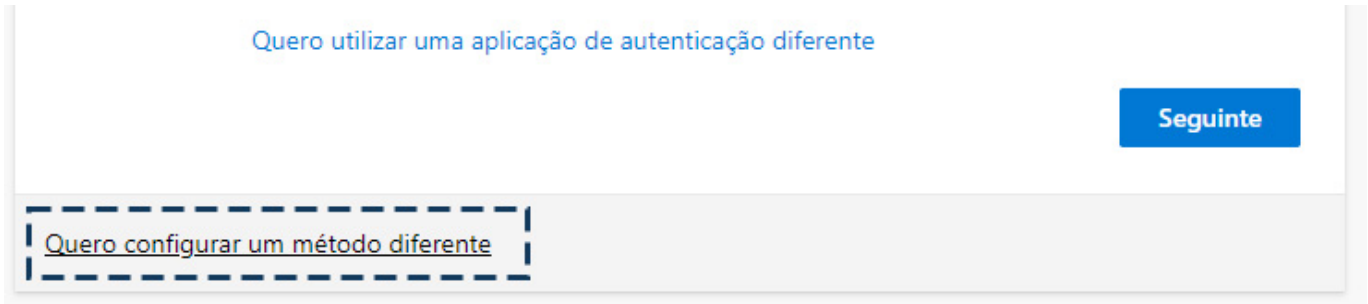 Quero utilizar uma aplicação de autenticação diferente
Seguinte
Quero configurar um método diferente